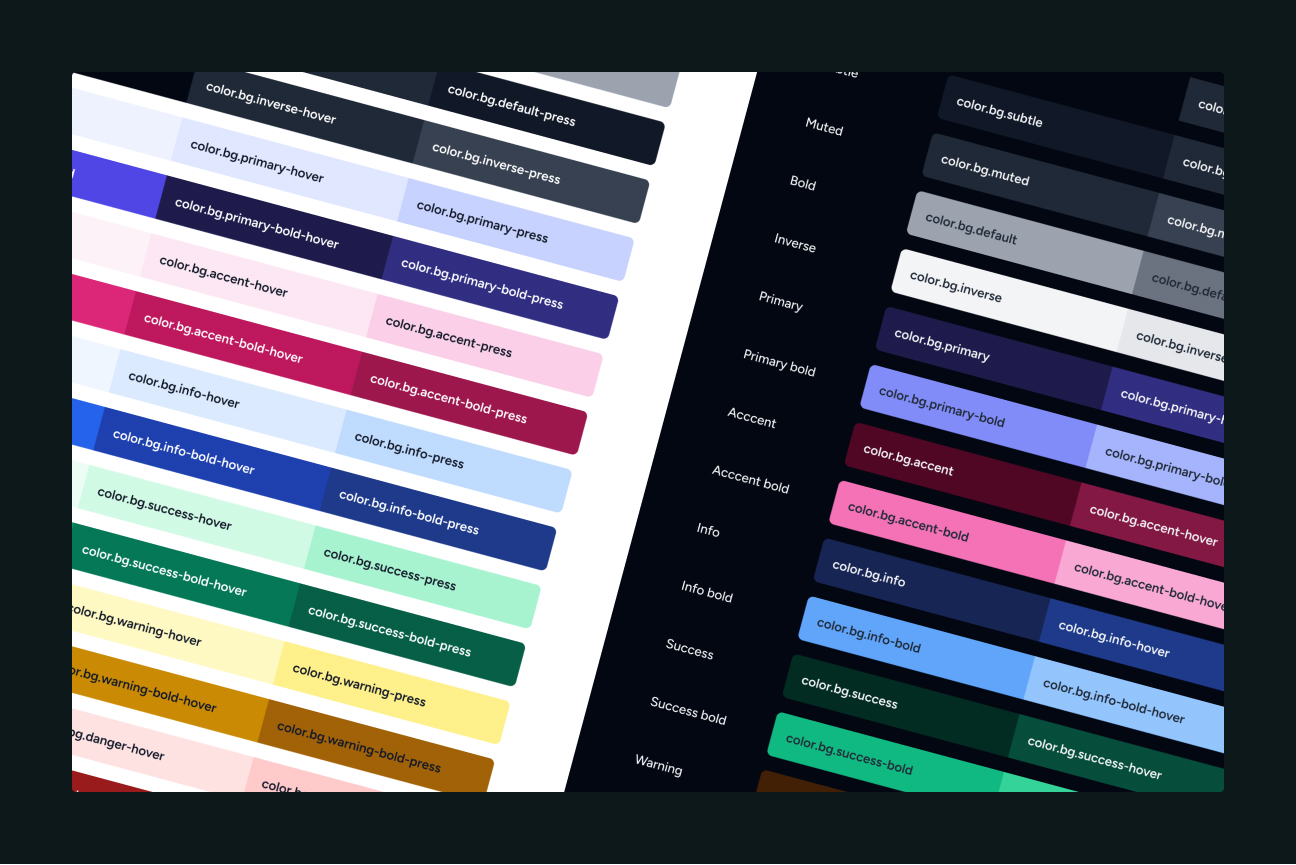 color.bg.default-press
color.bg.inverse-hover
color.bg.inverse-press
color.bg.primary-hover
color.bg.primary-press
color.bg.primary-bold-hover
color.bg.primary-bold-press
color.bg.accent-hover
color.bg.accent-press
color.bg.accent-bold-hover
color.bg.accent-bold-press
color.bg.info-hover
color.bg.info-press
color.bg.info-bold-hover
color.bg.info-bold-press
color.bg.success-hover
color.bg.success-press
color.bg.success-bold-hover
color.bg.success-bold-press
color.bg.warning-hover
color.bg.warning-press
or.bg.warning-bold-hover
color.bg.warning-bold-press
bg.danger-hover
color.b
color.bg.subtle
colo
Muted
color.bg.muted
color.bg
Bold
color.bg.default
color.bg.m
Inverse
color.bg.inverse
color.bg.defa
Primary
color.bg.primary
color.bg.inverse
Primary bold
color.bg.primary-bold
color.bg.primary-h
Acccent
color.bg.accent
color.bg.primary-bol
Acccent bold
color.bg.accent-bold
color.bg.accent-hover
Info
color.bg.info
color.bg.accent-bold-hove
Info bold
color.bg.info-bold
color.bg.info-hover
Success
color.bg.success
color.bg.info-bold-hover
Success bold
color.bg.success-bold
color.bg.success-hover
Warning